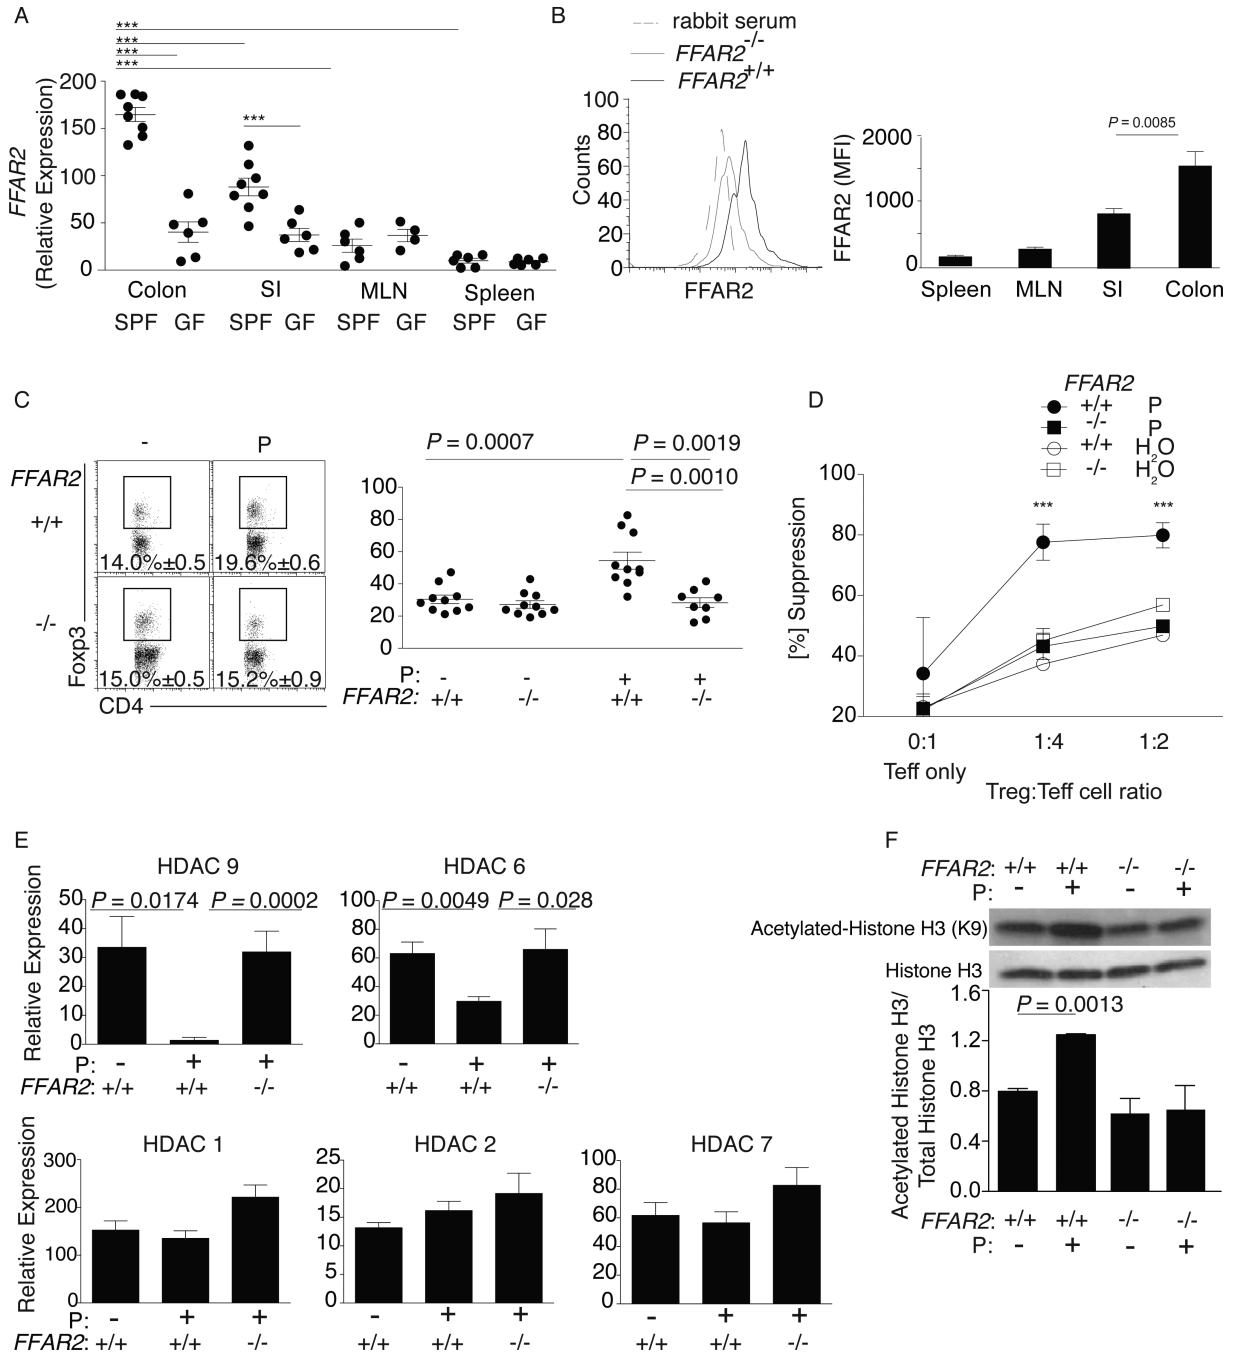 A
***
***
***
***
***
FFAR2
(Relative Expression)
200
150
100
50
0
Colon SI MLN Spleen
SPF GF SPF GF SPF GF SPF GF
B
rabbit serum
FFAR2 -/-
FFAR2 +/+
Counts
100
80
60
40
20
0
FFAR2
FFAR2 (MFI)
2000
1000
0
P = 0.0085
Spleen MLN SI Colon
C
- P
FFAR2
+/+
14.0%±0.5 19.6%±0.6
-/-
15.0%±0.5 15.2%±0.9
Foxp3
CD4
P = 0.0007 P = 0.0019
P = 0.0010
100
80
60
40
20
0
P: - - + +
FFAR2: +/+ -/- +/+ -/-
D
FFAR2
+/+ P
-/- P
+/+ H2O
-/- H2O
[%] Suppression
100
80
60
40
20
*** ***
0:1 1:4 1:2
Teff only
Treg:Teff cell ratio
E
HDAC 9
Relative Expression
P = 0.0174 P = 0.0002
50
40
30
20
10
0
P: - + +
FFAR2: +/+ +/+ -/-
HDAC 6
P = 0.0049 P = 0.028
100
80
60
40
20
0
- + +
+/+ +/+ -/-
HDAC 1
Relative Expression
300
200
100
0
P: - + +
FFAR2: +/+ +/+ -/-
HDAC 2
25
20
15
10
5
0
- + +
+/+ +/+ -/-
HDAC 7
100
80
60
40
20
0
- + +
+/+ +/+ -/-
F
FFAR2: +/+ +/+ -/- -/-
P: - + - +
Acetylated-Histone H3 (K9)
Histone H3
Acetylated Histone H3/
Total Histone H3
1.6
1.2
0.8
0.4
0.0
P = 0.0013
FFAR2: +/+ +/+ -/- -/-
P: - + - +